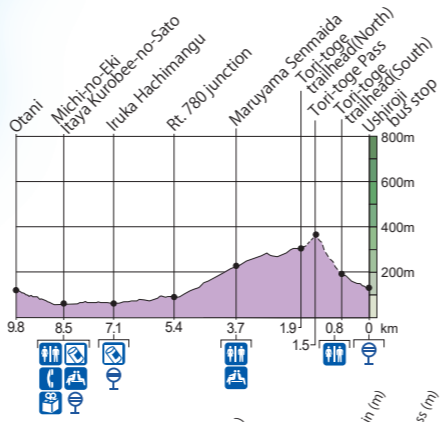 Otani
Michi-no-Eki
Itaya Kurobee-no-Sato
Iruka Hachimangu
Rt. 780 junction
Maruyama Senmaida
Tori-toge
trailhead(North)
Tori-toge Pass
Tori-toge
trailhead(South)
Ushiroji
bus stop
800m
600m
400m
200m
9.8 8.5 7.1 5.4 3.7 1.9 0.8 0 km
1.5
in (m)
ss (m)